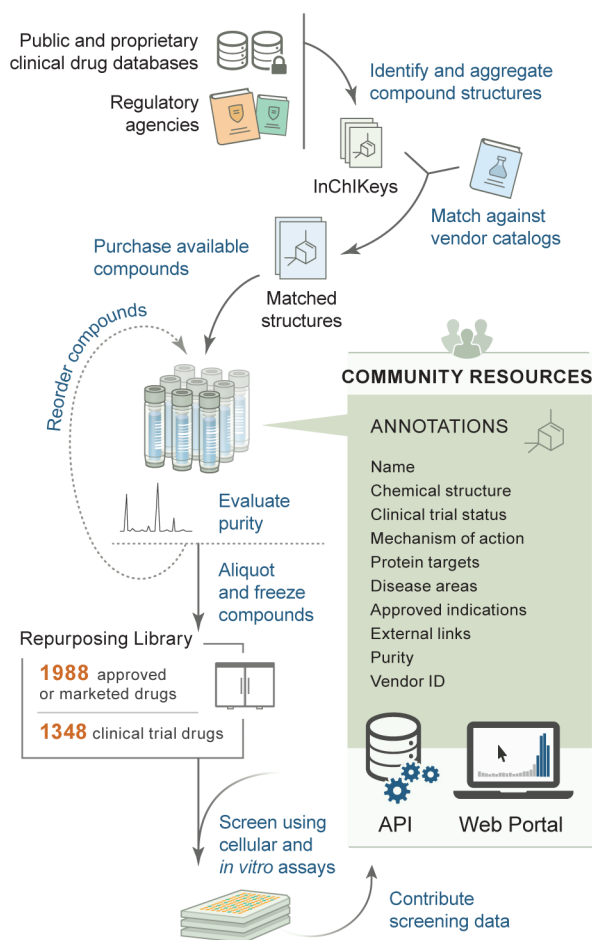 Public and proprietary
clinical drug databases
Regulatory
agencies
Identify and aggregate
compound structures
InChIKeys
Match against
vendor catalogs
Purchase available
compounds
Matched
structures
Reorder compounds
COMMUNITY RESOURCES
ANNOTATIONS
Name
Chemical structure
Clinical trial status
Mechanism of action
Protein targets
Disease areas
Approved indications
External links
Purity
Vendor ID
Evaluate
purity
Aliquot
and freeze
compounds
Repurposing Library
1988 approved
or marketed drugs
1348 clinical trial drugs
API
Web Portal
Screen using
cellular and
in vitro assays
Contribute
screening data